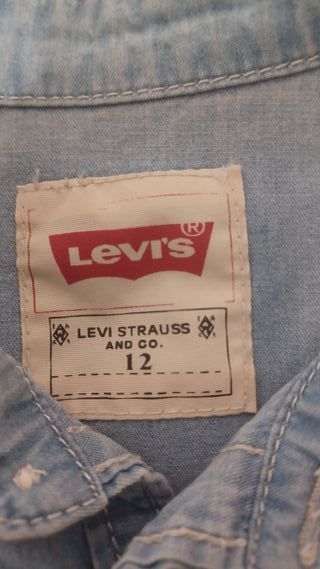 LEVI'S®
LEVI STRAUSS
AND CO.
12